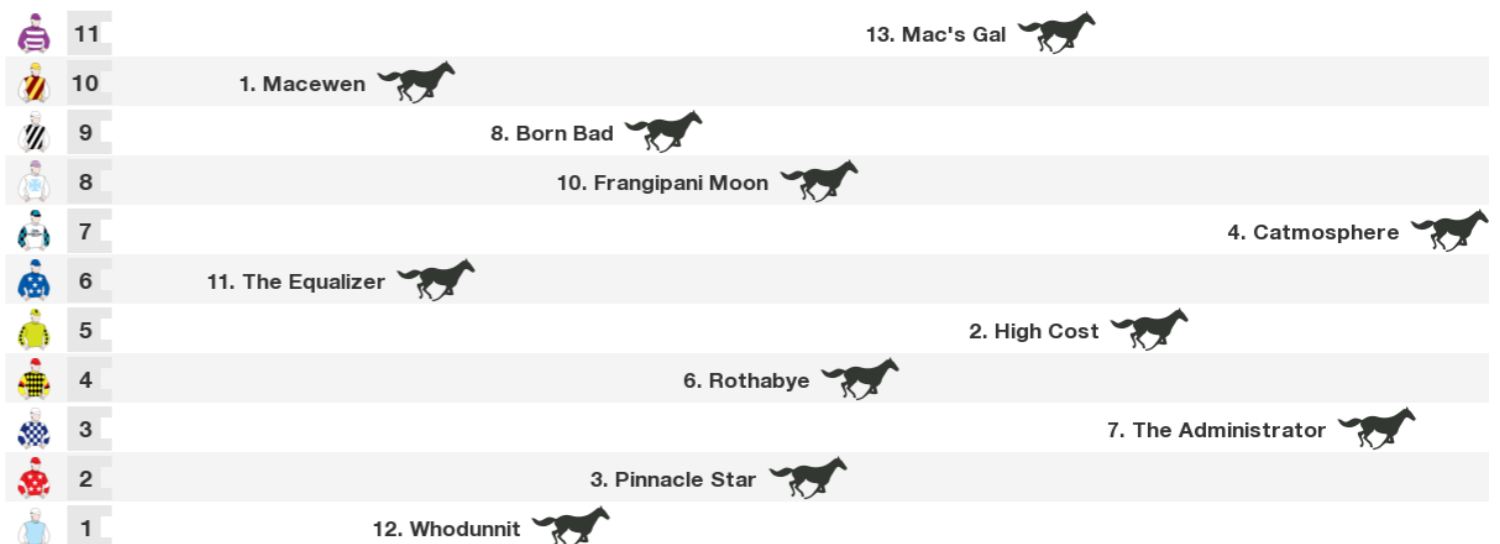 11 13. Mac's Gal
10 1. Macewen
9 8. Born Bad
8 10. Frangipani Moon
7 4. Catmosphere
6 11. The Equalizer
5 2. High Cost
4 6. Rothabye
3 7. The Administrator
2 3. Pinnacle Star
1 12. Whodunnit